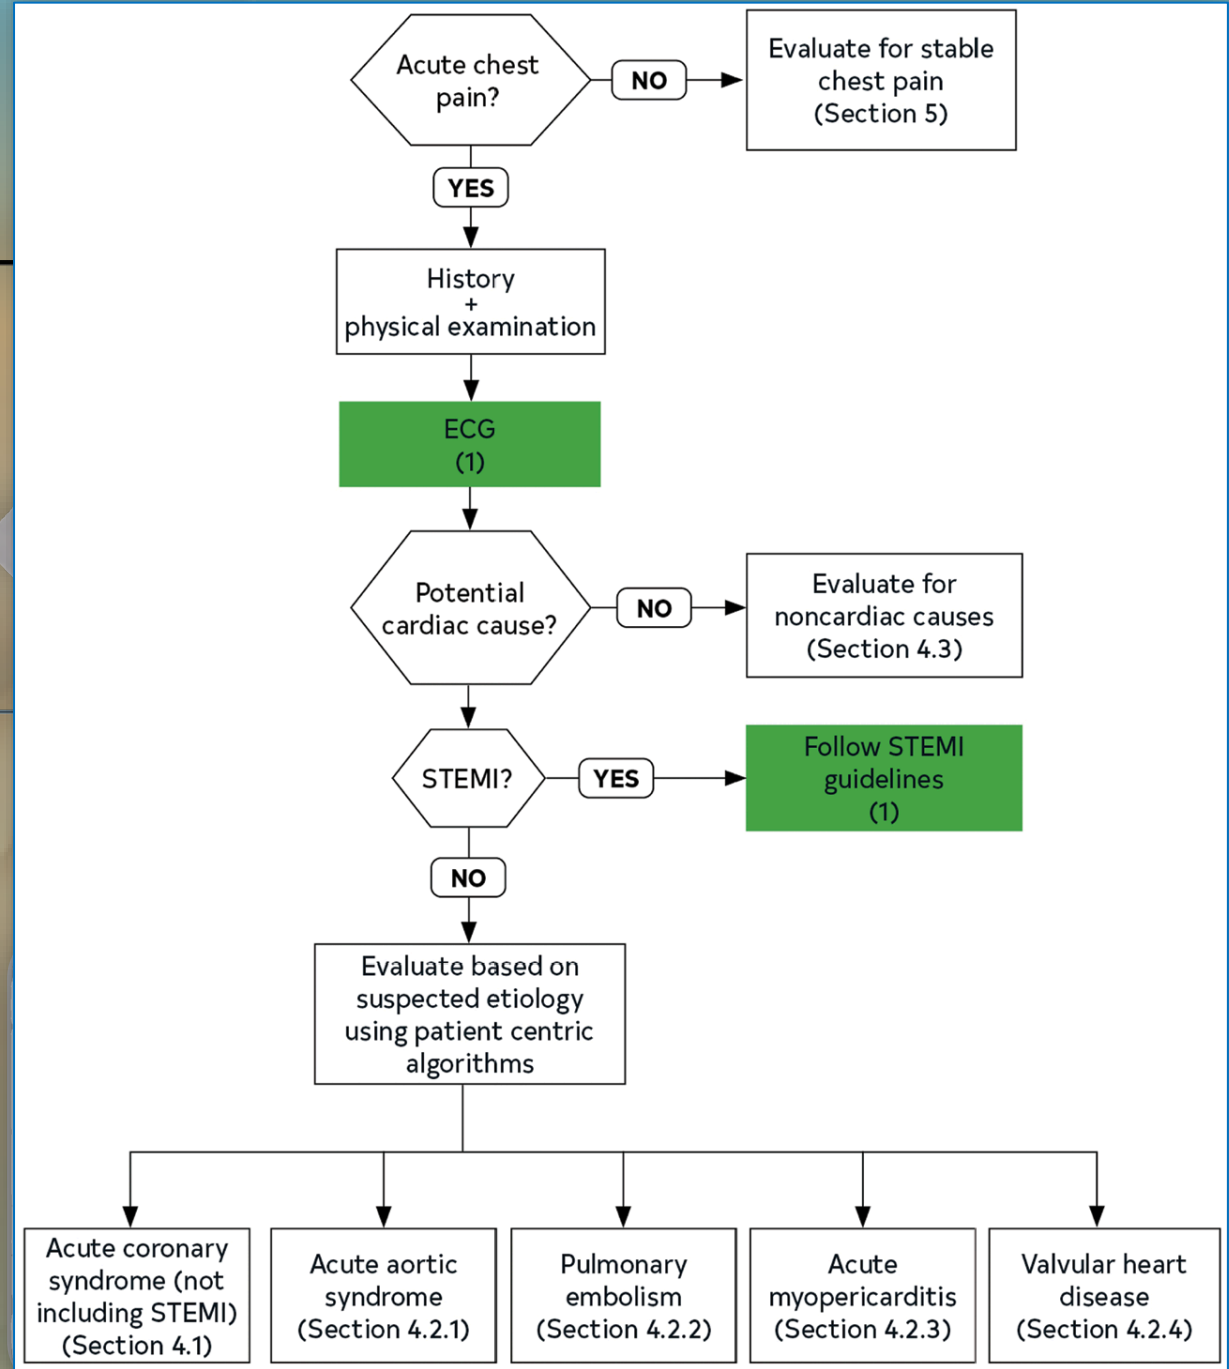 Acute chest
pain?
NO
Evaluate for stable
chest pain
(Section 5)
YES
History
+
physical examination
ECG
(1)
Potential
cardiac cause?
NO
Evaluate for
noncardiac causes
(Section 4.3)
STEMI?
YES
Follow STEMI
guidelines
(1)
NO
Evaluate based on
suspected etiology
using patient centric
algorithms
Acute coronary
syndrome (not
including STEMI)
(Section 4.1)
Acute aortic
syndrome
(Section 4.2.1)
Pulmonary
embolism
(Section 4.2.2)
Acute
myopericarditis
(Section 4.2.3)
Valvular heart
disease
(Section 4.2.4)